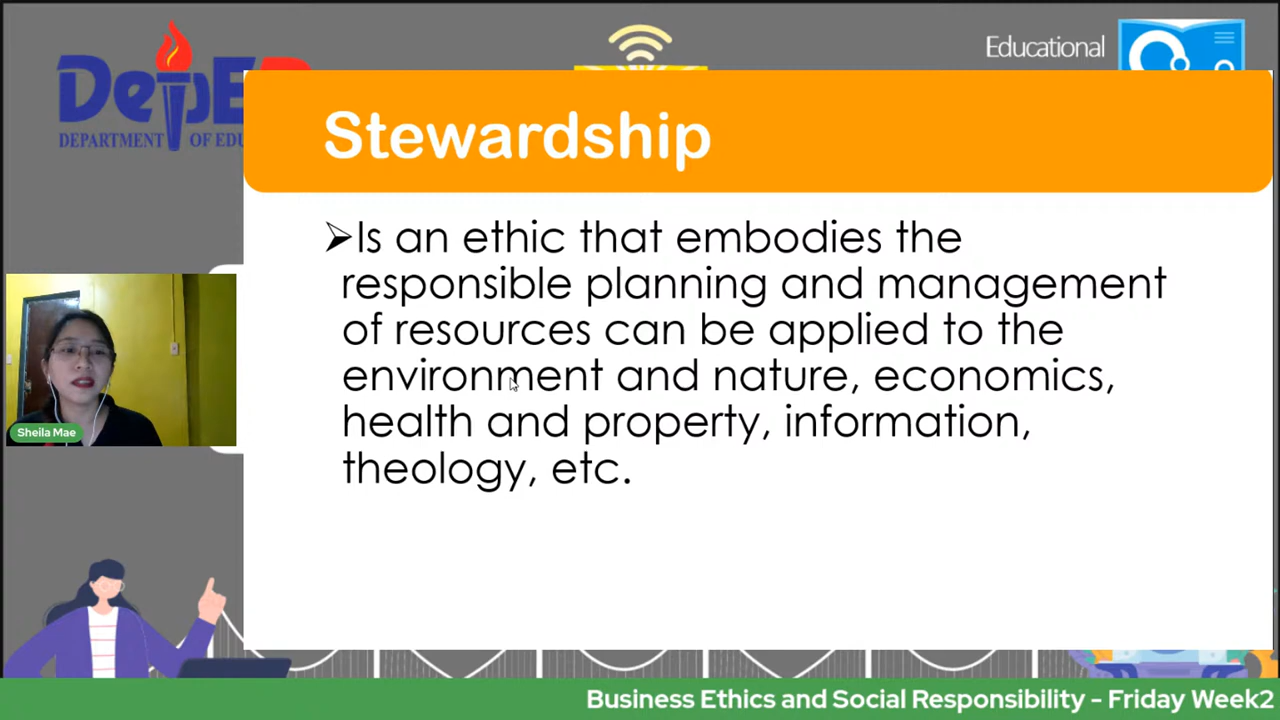 Educational
DepED
DEPARTMENT OF EDU
Stewardship
➢Is an ethic that embodies the
responsible planning and management
of resources can be applied to the
environment and nature, economics,
health and property, information,
theology, etc.
Sheila Mae
Business Ethics and Social Responsibility - Friday Week2